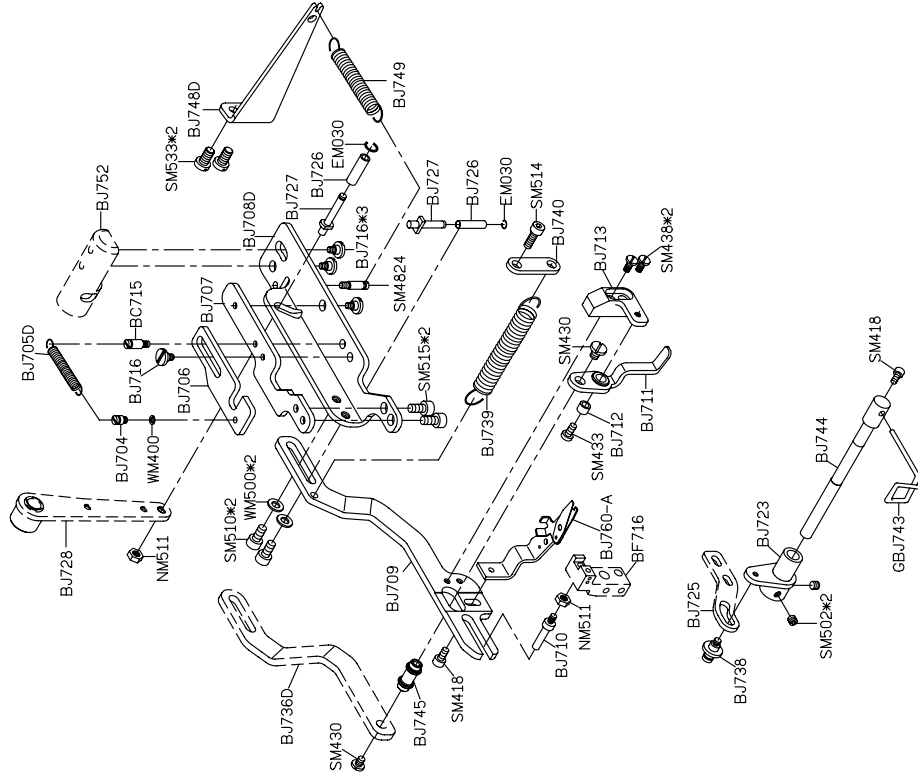 BJ748D
SM533*2
BJ749
BJ752
EM030
BJ726
BJ727
BJ708D
BJ727
BJ726
EM030
BJ716*3
SM4824
SM514
BJ740
BJ705D
BC715
BJ716
BJ707
BJ706
BJ704
WM400
SM515*2
BJ713
SM438*2
SM430
BJ739
BJ711
BJ712
SM433
BJ728
NM511
SM510*2
WM500*2
BJ709
BJ760-A
BF716
NM511
BJ710
SM418
BJ745
BJ736D
SM430
SM418
BJ744
BJ723
GBJ743
BJ725
SM502*2
BJ738